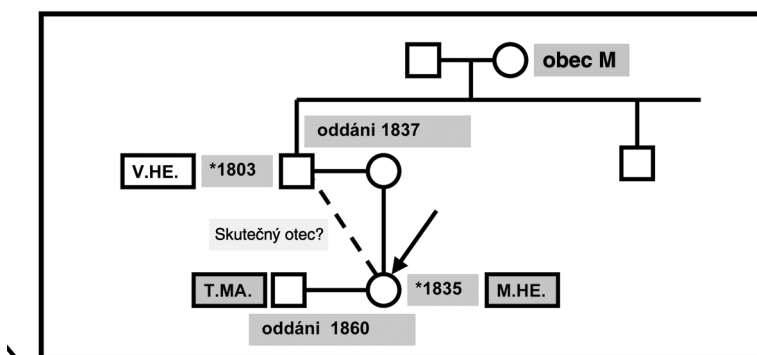 obec M
oddáni 1837
V.HE. *1803
Skutečný otec?
T.MA. *1835 M.HE.
oddáni 1860